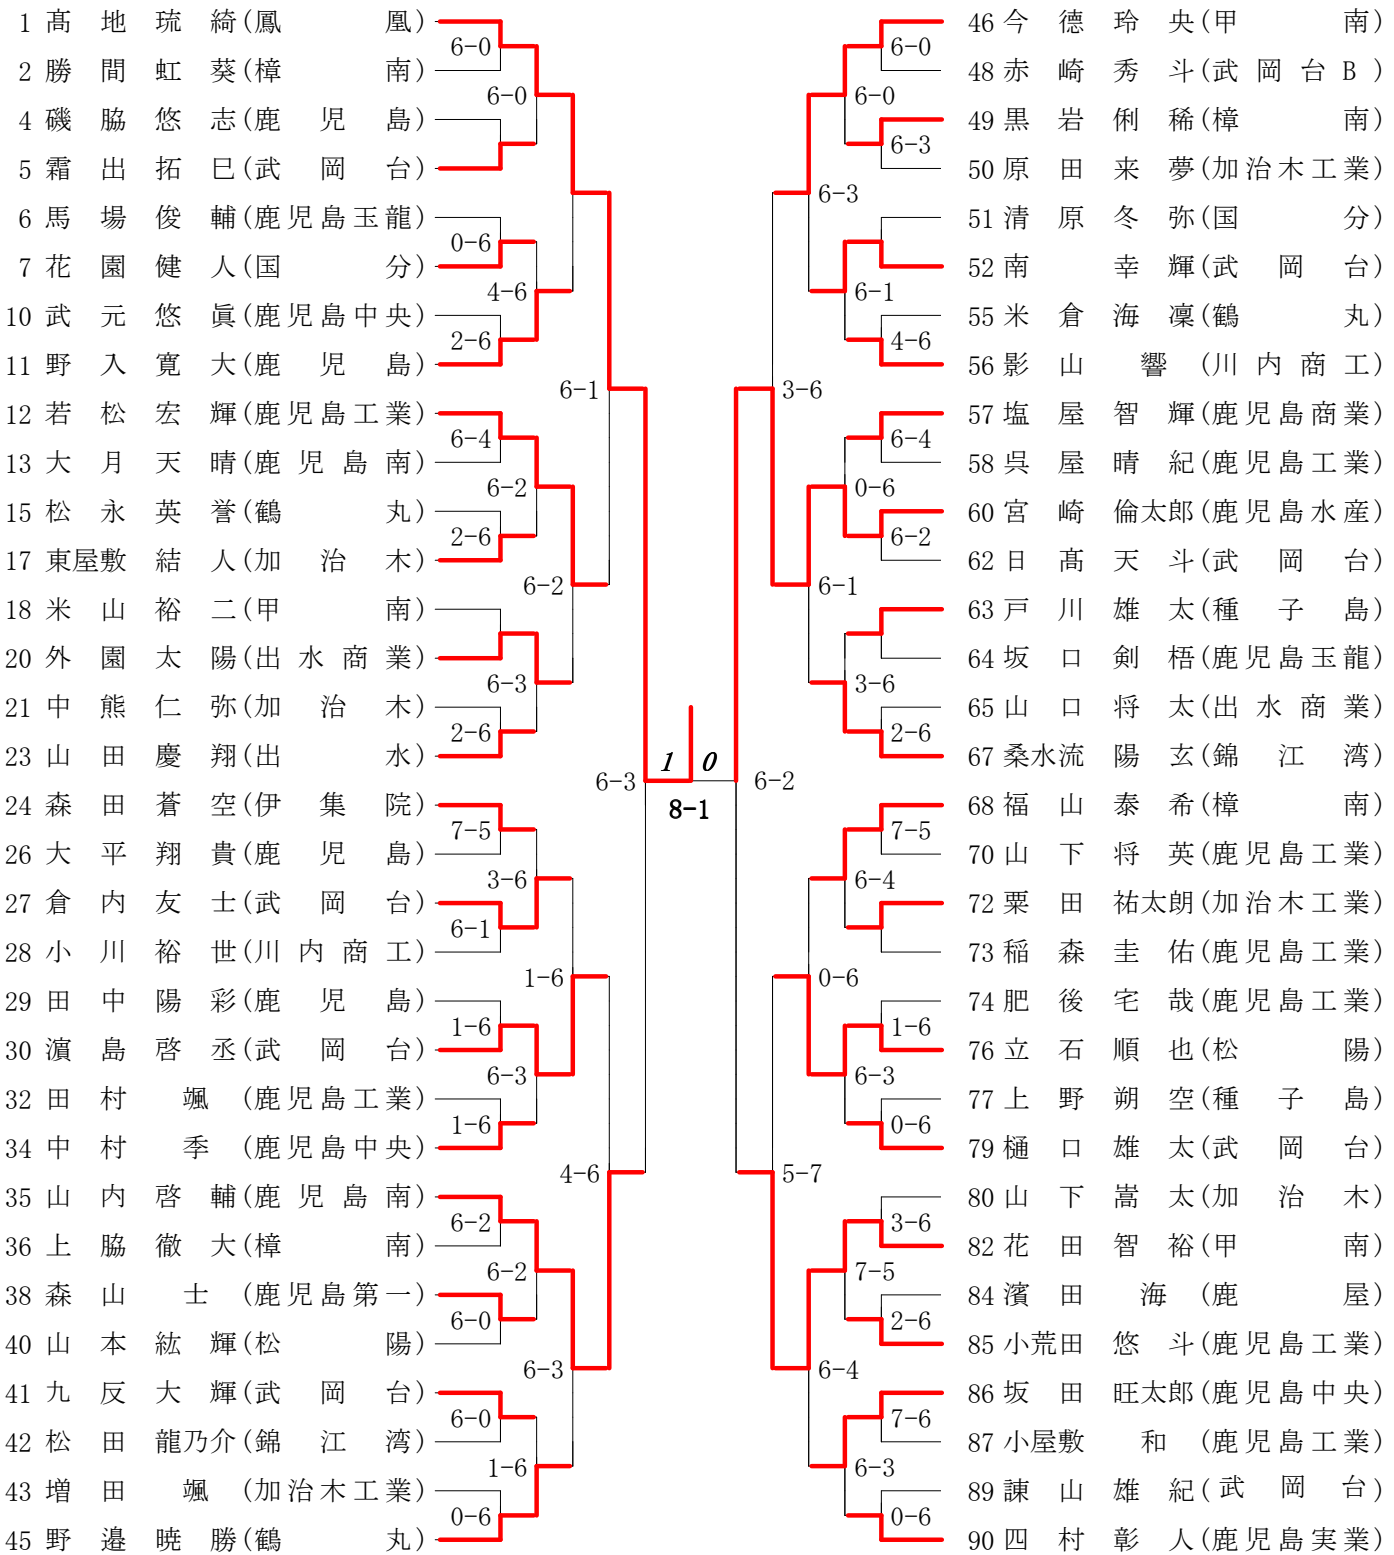 1 髙地琉綺(鳳凰)
6-0
2 勝間虹葵(樟南)
6-0
4 磯脇悠志(鹿児島)
5 霜出拓巳(武岡台)
6 馬場俊輔(鹿児島玉龍)
0-6
7 花園健人(国分)
4-6
10 武元悠眞(鹿児島中央)
2-6
11 野入寛大(鹿児島)
6-1
12 若松宏輝(鹿児島工業)
6-4
13 大月天晴(鹿児島南)
6-2
15 松永英誉(鶴丸)
2-6
17 東屋敷結人(加治木)
6-2
18 米山裕二(甲南)
20 外園太陽(出水商業)
6-3
21 中熊仁弥(加治木)
2-6
23 山田慶翔(出水)
6-3
24 森田蒼空(伊集院)
7-5
26 大平翔貴(鹿児島)
3-6
27 倉内友士(武岡台)
6-1
28 小川裕世(川内商工)
1-6
29 田中陽彩(鹿児島)
1-6
30 濵島啓丞(武岡台)
6-3
32 田村颯(鹿児島工業)
1-6
34 中村季(鹿児島中央)
4-6
35 山内啓輔(鹿児島南)
6-2
36 上脇徹大(樟南)
6-2
38 森山士(鹿児島第一)
6-0
40 山本紘輝(松陽)
6-3
41 九反大輝(武岡台)
6-0
42 松田龍乃介(錦江湾)
1-6
43 増田颯(加治木工業)
0-6
45 野邉暁勝(鶴丸)
1 0
8-1
46 今徳玲央(甲南)
6-0
48 赤崎秀斗(武岡台B)
6-0
49 黒岩俐稀(樟南)
6-3
50 原田来夢(加治木工業)
6-3
51 清原冬弥(国分)
52 南幸輝(武岡台)
6-1
55 米倉海凜(鶴丸)
4-6
56 影山響(川内商工)
3-6
57 塩屋智輝(鹿児島商業)
6-4
58 呉屋晴紀(鹿児島工業)
0-6
60 宮崎倫太郎(鹿児島水産)
6-2
62 日髙天斗(武岡台)
6-1
63 戸川雄太(種子島)
64 坂口剣梧(鹿児島玉龍)
3-6
65 山口将太(出水商業)
2-6
67 桑水流陽玄(錦江湾)
6-2
68 福山泰希(樟南)
7-5
70 山下将英(鹿児島工業)
6-4
72 粟田祐太朗(加治木工業)
73 稲森圭佑(鹿児島工業)
0-6
74 肥後宅哉(鹿児島工業)
1-6
76 立石順也(松陽)
6-3
77 上野朔空(種子島)
0-6
79 樋口雄太(武岡台)
5-7
80 山下嵩太(加治木)
3-6
82 花田智裕(甲南)
7-5
84 濱田海(鹿屋)
2-6
85 小荒田悠斗(鹿児島工業)
6-4
86 坂田旺太郎(鹿児島中央)
7-6
87 小屋敷和(鹿児島工業)
6-3
89 諌山雄紀(武岡台)
0-6
90 四村彰人(鹿児島実業)